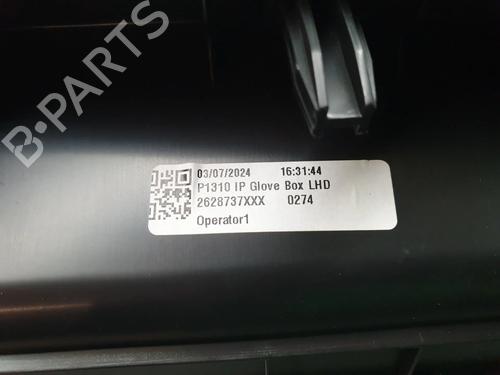 B-PARTS
03/07/2024 16:31:44
P1310 IP Glove Box LHD
2628737XXX 0274
Operator1